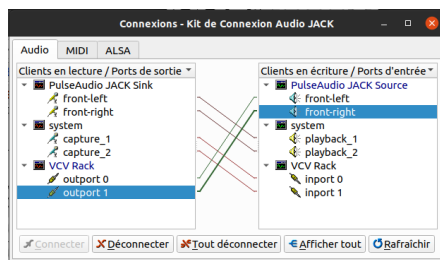 Connexions - Kit de Connexion Audio JACK
Audio MIDI ALSA
Clients en lecture / Ports de sortie
PulseAudio JACK Sink
front-left
front-right
system
capture_1
capture_2
VCV Rack
outport 0
outport 1
Clients en écriture / Ports d'entrée
PulseAudio JACK Source
front-left
front-right
system
playback_1
playback_2
VCV Rack
inport 0
inport 1
Connecter Déconnecter Tout déconnecter Afficher tout Rafraîchir